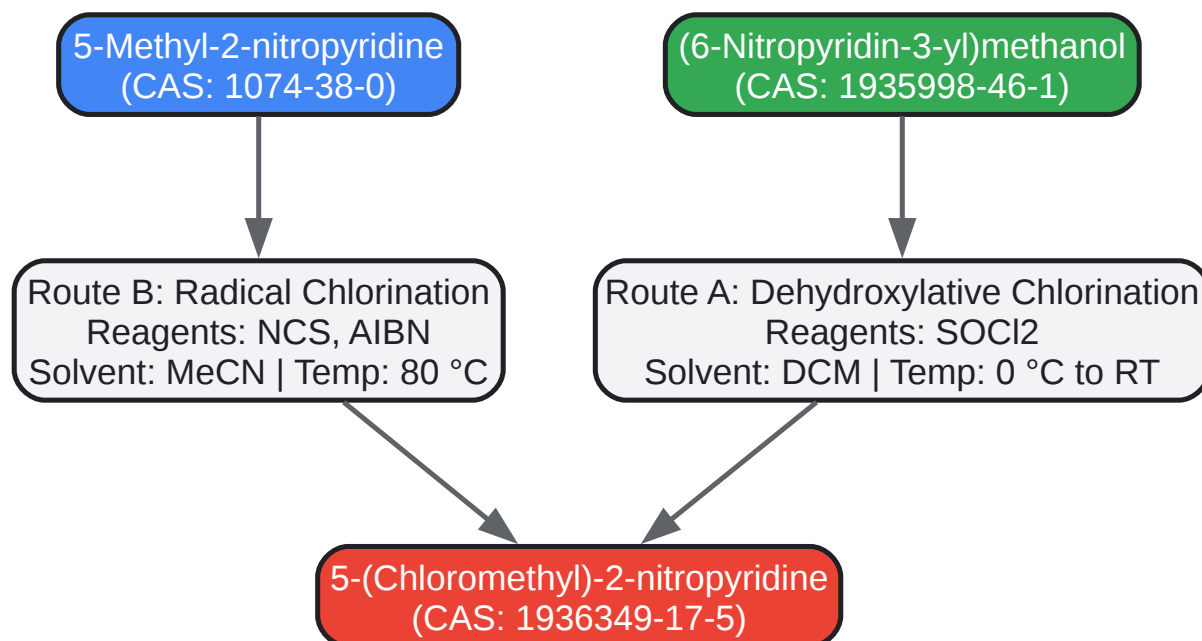 5-Methyl-2-nitropyridine
(CAS: 1074-38-0)
(6-Nitropyridin-3-yl)methanol
(CAS: 1935998-46-1)
Route B: Radical Chlorination
Reagents: NCS, AIBN
Solvent: MeCN | Temp: 80 °C
Route A: Dehydroxylative Chlorination
Reagents: SOCl2
Solvent: DCM | Temp: 0 °C to RT
5-(Chloromethyl)-2-nitropyridine
(CAS: 1936349-17-5)